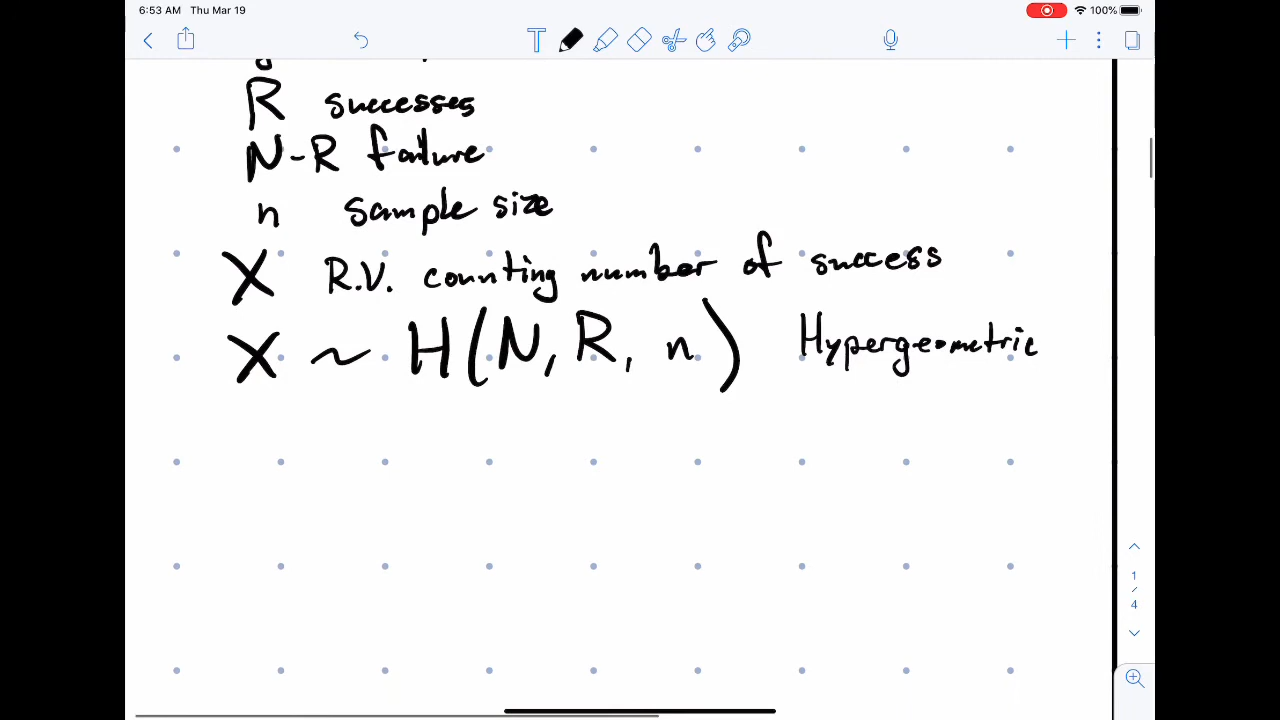 6:53 AM Thu Mar 19
100%
R successes
N-R failure
n sample size
X R.V. counting number of success
X ~ H(N, R, n) Hypergeometric
1
/
4